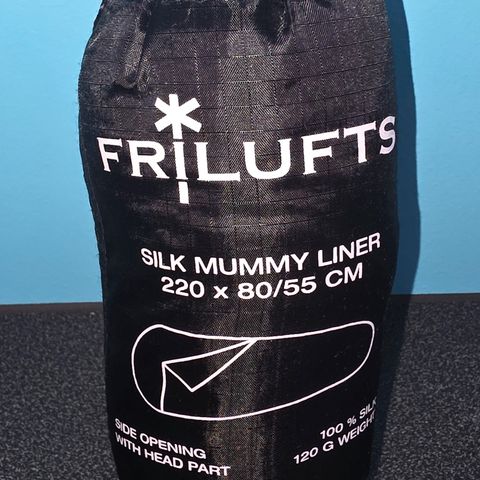 FRILUFTS
SILK MUMMY LINER
220 x 80/55 CM
SIDE OPENING
WITH HEAD PART
100 % SILK
120 G WEIGHT